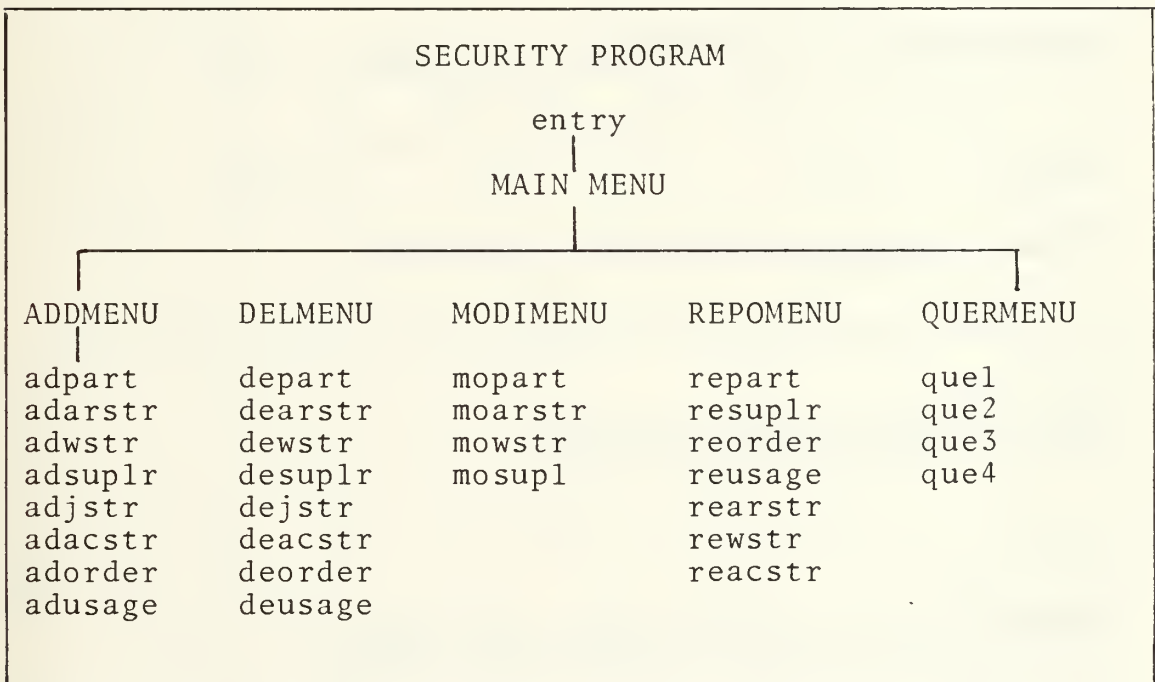 SECURITY PROGRAM
entry
MAIN MENU
ADDMENU DELMENU MODIMENU REPOMENU QUERMENU
adpart depart mopart repart que1
adarstr dearstr moarstr resuplr que2
adwstr dewstr mowstr reorder que3
adsuplr desuplr mosupl reusage que4
adjstr dejstr rearstr
adacstr deacstr rewstr
adorder deorder reacstr
adusage deusage